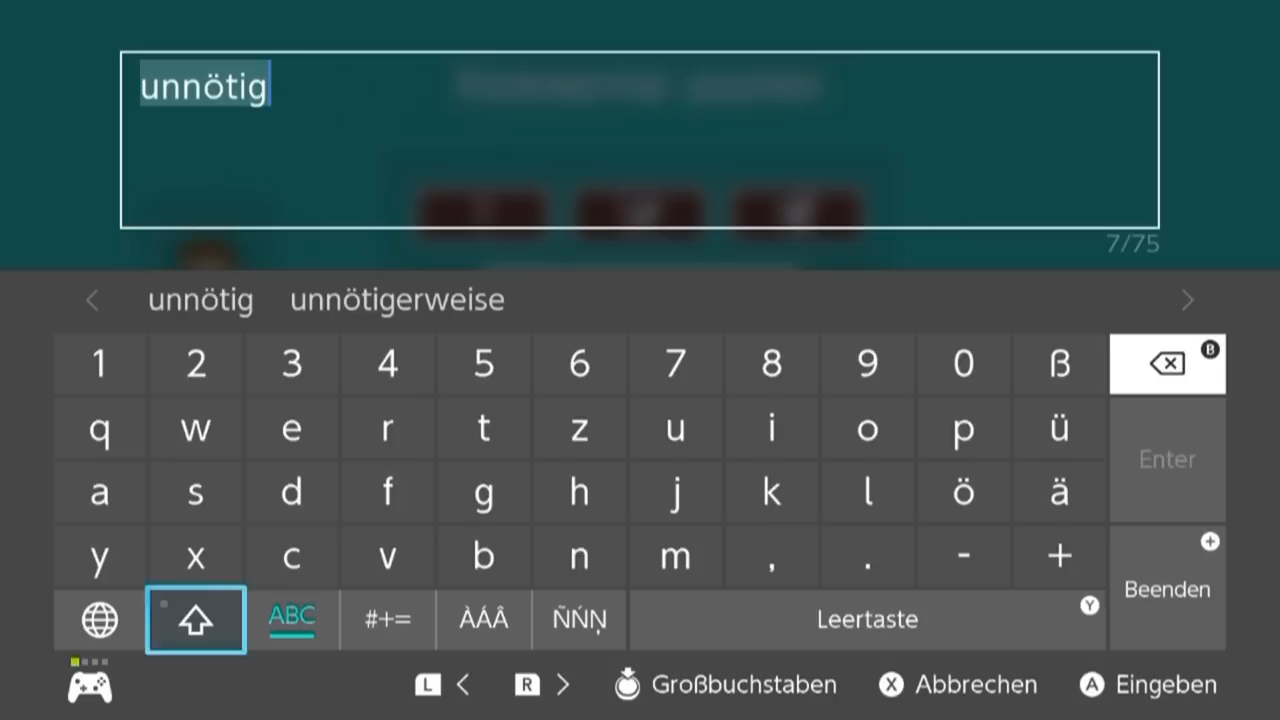 unnötig
7/75
unnötig unnötigerweise
1 2 3 4 5 6 7 8 9 0 ß B
q w e r t z u i o p ü
Enter
a s d f g h j k l ö ä
y x c v b n m , . - +
Beenden
ABC #+= ÀÁÂ ÑŃŅ Leertaste Y
L < R > Großbuchstaben X Abbrechen A Eingeben